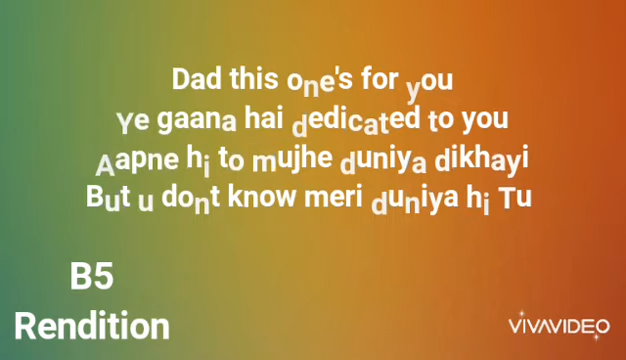 Dad this one's for you
Ye gaana hai dedicated to you
Aapne hi to mujhe duniya dikhayi
But u dont know meri duniya hi Tu
B5
Rendition
VIVAVIDEO